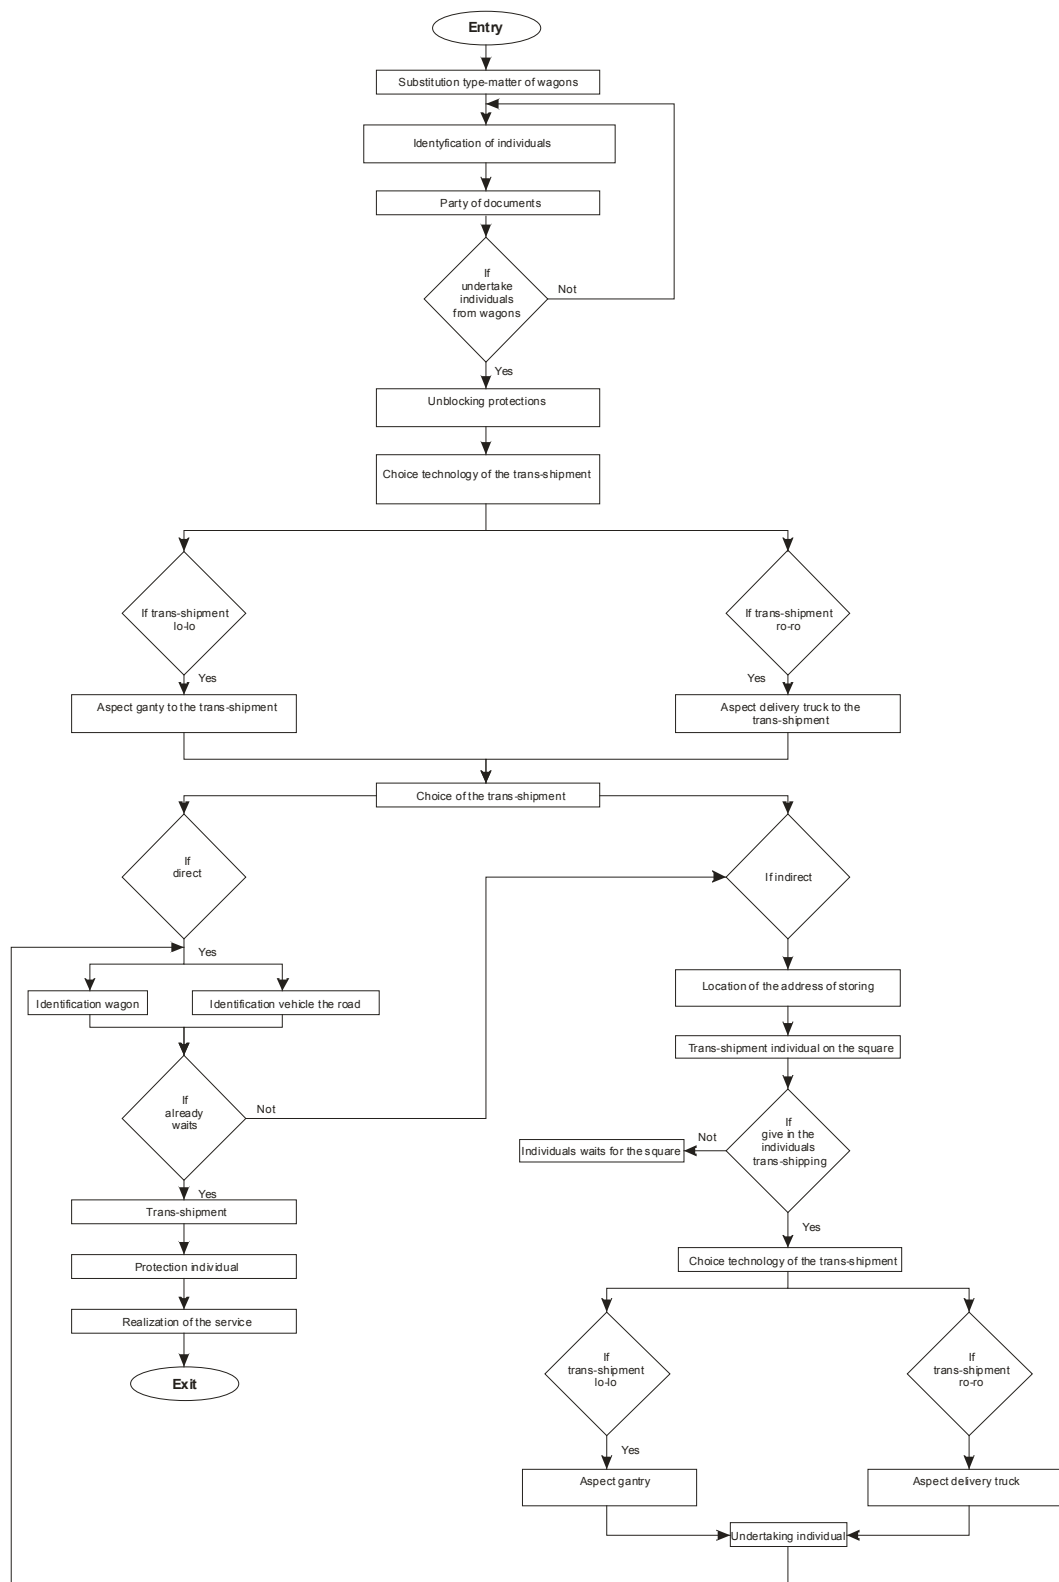 Entry
Substitution type-matter of wagons
Identyfication of individuals
Party of documents
If
undertake
individuals
from wagons
Not
Yes
Unblocking protections
Choice technology of the trans-shipment
If trans-shipment
lo-lo
If trans-shipment
ro-ro
Yes
Yes
Aspect ganty to the trans-shipment
Aspect delivery truck to the
trans-shipment
Choice of the trans-shipment
If
direct
If indirect
Yes
Identification wagon
Identification vehicle the road
Location of the address of storing
Trans-shipment individual on the square
If
already
waits
Not
If
give in the
individuals
trans-shipping
Not
Individuals waits for the square
Yes
Trans-shipment
Yes
Protection individual
Choice technology of the trans-shipment
Realization of the service
Exit
If
trans-shipment
lo-lo
If
trans-shipment
ro-ro
Yes
Aspect gantry
Aspect delivery truck
Undertaking individual